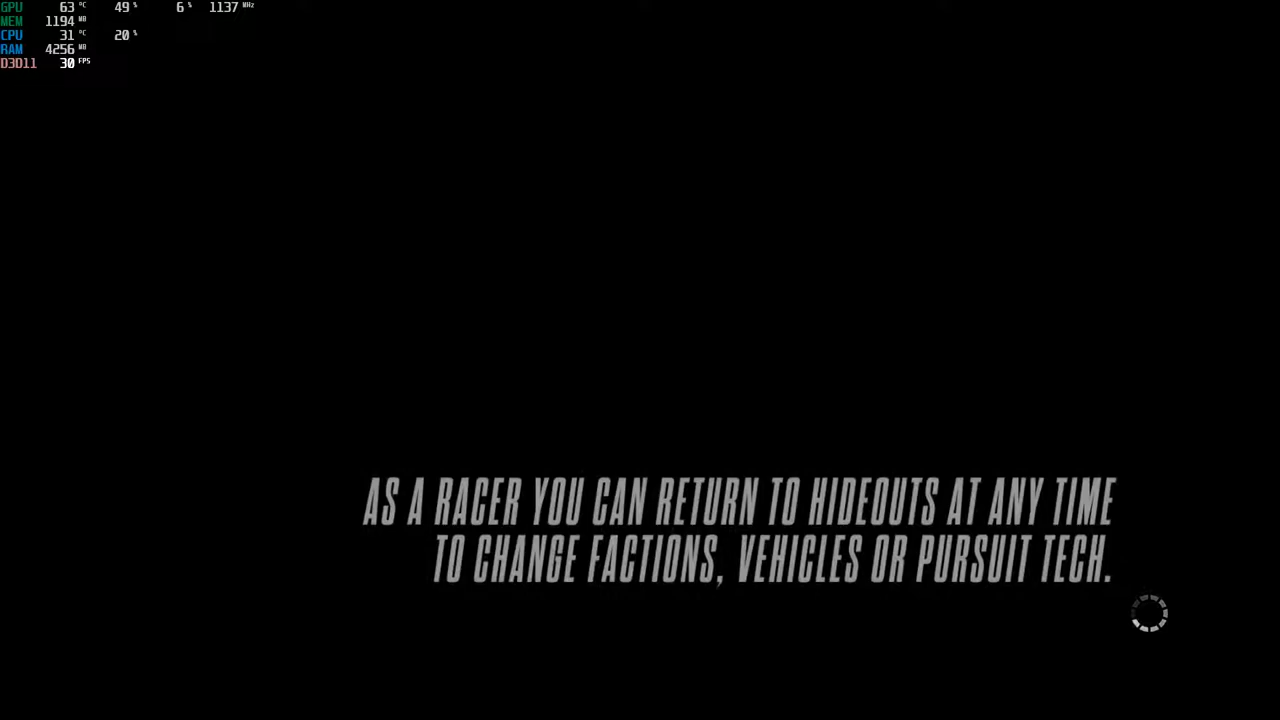 GPU 63 °C 49 % 6 % 1137 MHz
MEM 1194 MB
CPU 31 °C 20 %
RAM 4256 MB
D3D11 30 FPS
AS A RACER YOU CAN RETURN TO HIDEOUTS AT ANY TIME
TO CHANGE FACTIONS, VEHICLES OR PURSUIT TECH.